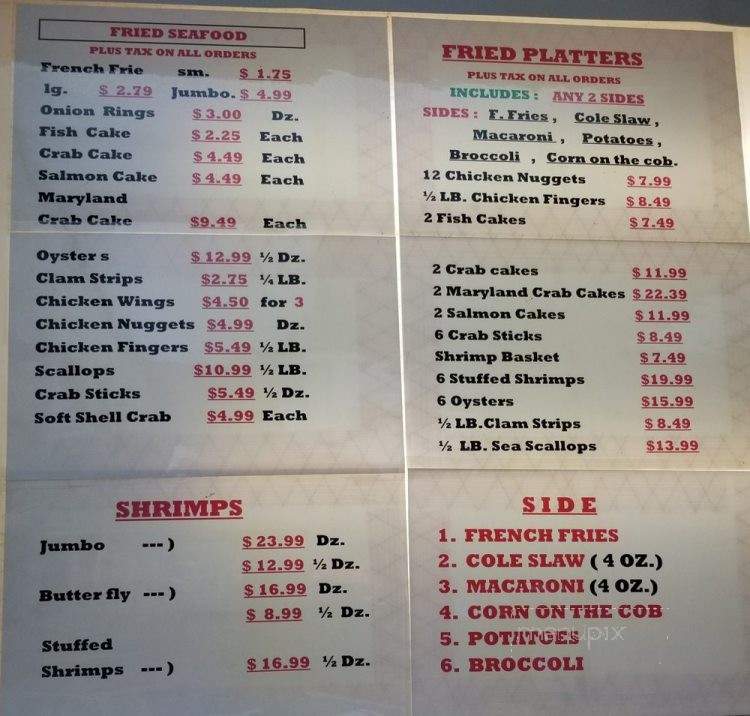 FRIED SEAFOOD
PLUS TAX ON ALL ORDERS
French Frie sm. $ 1.75
lg. $ 2.79 Jumbo. $ 4.99
Onion Rings $ 3.00 Dz.
Fish Cake $ 2.25 Each
Crab Cake $ 4.49 Each
Salmon Cake $ 4.49 Each
Maryland
Crab Cake $9.49 Each
Oyster s $ 12.99 ½ Dz.
Clam Strips $2.75 ¼ LB.
Chicken Wings $4.50 for 3
Chicken Nuggets $4.99 Dz.
Chicken Fingers $5.49 ½ LB.
Scallops $10.99 ½ LB.
Crab Sticks $5.49 ½ Dz.
Soft Shell Crab $4.99 Each
SHRIMPS
Jumbo ---) $ 23.99 Dz.
$ 12.99 ½ Dz.
Butter fly ---) $ 16.99 Dz.
$ 8.99 ½ Dz.
Stuffed
Shrimps ---) $ 16.99 ½ Dz.
FRIED PLATTERS
PLUS TAX ON ALL ORDERS
INCLUDES : ANY 2 SIDES
SIDES : F. Fries , Cole Slaw ,
Macaroni , Potatoes ,
Broccoli , Corn on the cob.
12 Chicken Nuggets $ 7.99
½ LB. Chicken Fingers $ 8.49
2 Fish Cakes $ 7.49
2 Crab cakes $ 11.99
2 Maryland Crab Cakes $ 22.39
2 Salmon Cakes $ 11.99
6 Crab Sticks $ 8.49
Shrimp Basket $ 7.49
6 Stuffed Shrimps $19.99
6 Oysters $15.99
½ LB.Clam Strips $ 8.49
½ LB. Sea Scallops $13.99
SIDE
1. FRENCH FRIES
2. COLE SLAW ( 4 OZ.)
3. MACARONI (4 OZ.)
4. CORN ON THE COB
5. POTATOES
6. BROCCOLI
menupix